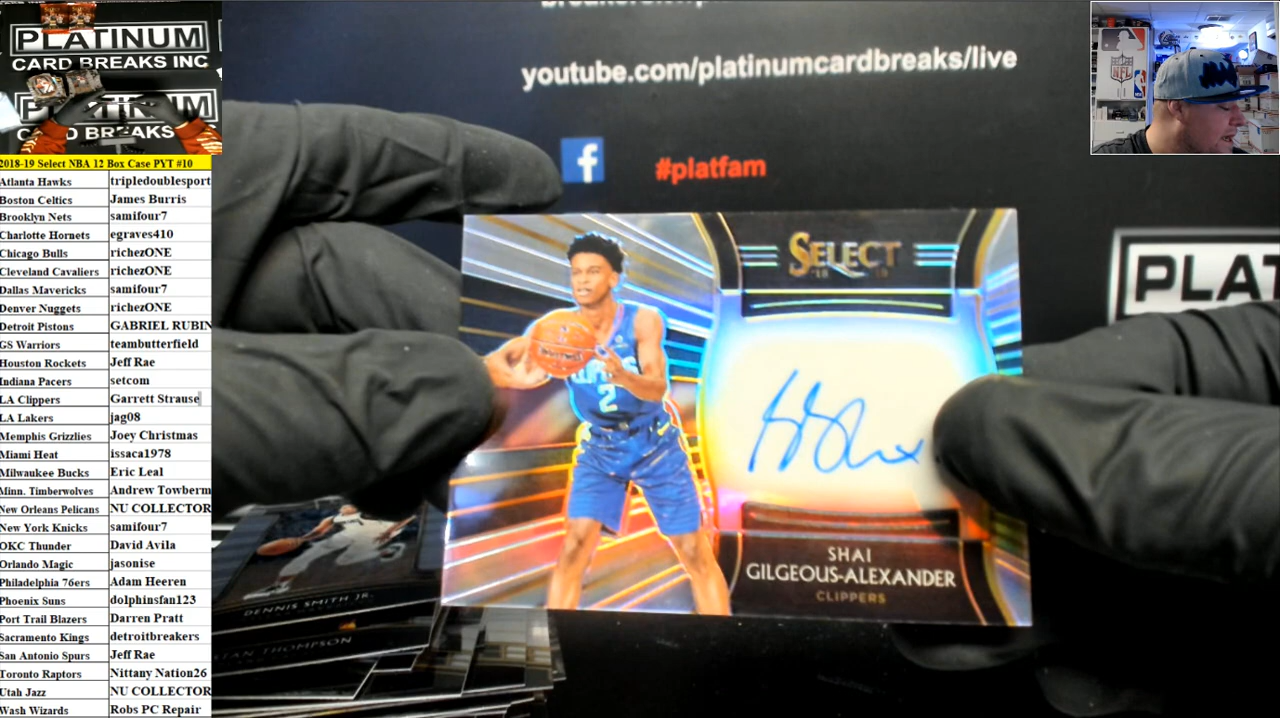 PLATINUM
CARD BREAKS INC
youtube.com/platinumcardbreaks/live
f
#platfam
2018-19 Select NBA 12 Box Case PYT #10
Atlanta Hawks tripledoublesport
Boston Celtics James Burris
Brooklyn Nets samifour7
Charlotte Hornets egraves410
Chicago Bulls richezONE
Cleveland Cavaliers richezONE
Dallas Mavericks samifour7
Denver Nuggets richezONE
Detroit Pistons GABRIEL RUBIN
GS Warriors teambutterfield
Houston Rockets Jeff Rae
Indiana Pacers setcom
LA Clippers Garrett Strause
LA Lakers jag08
Memphis Grizzlies Joey Christmas
Miami Heat issaca1978
Milwaukee Bucks Eric Leal
Minn. Timberwolves Andrew Towberm
New Orleans Pelicans NU COLLECTOR
New York Knicks samifour7
OKC Thunder David Avila
Orlando Magic jasonise
Philadelphia 76ers Adam Heeren
Phoenix Suns dolphinsfan123
Port Trail Blazers Darren Pratt
Sacramento Kings detroitbreakers
San Antonio Spurs Jeff Rae
Toronto Raptors Nittany Nation26
Utah Jazz NU COLLECTOR
Wash Wizards Robs PC Repair
SELECT
'18 19
2
SHAI
GILGEOUS-ALEXANDER
CLIPPERS
PLAT
DENNIS SMITH JR.
THOMPSON
NFL